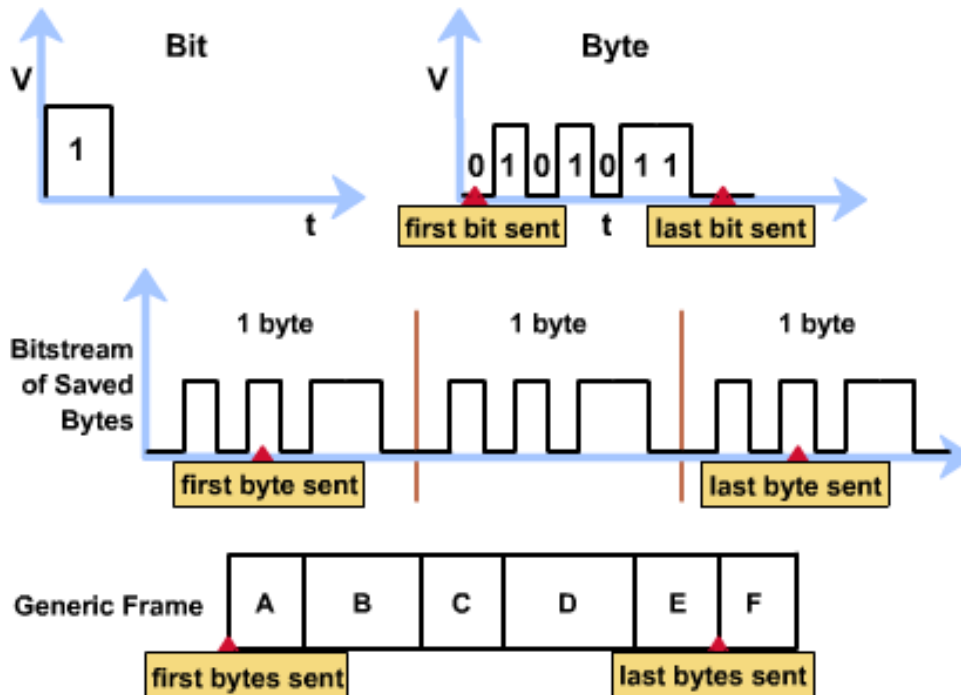 Bit
V
1
t
Byte
V
0 1 0 1 0 1 1
first bit sent
t
last bit sent
1 byte
1 byte
1 byte
Bitstream
of Saved
Bytes
first byte sent
last byte sent
Generic Frame
A B C D E F
first bytes sent
last bytes sent